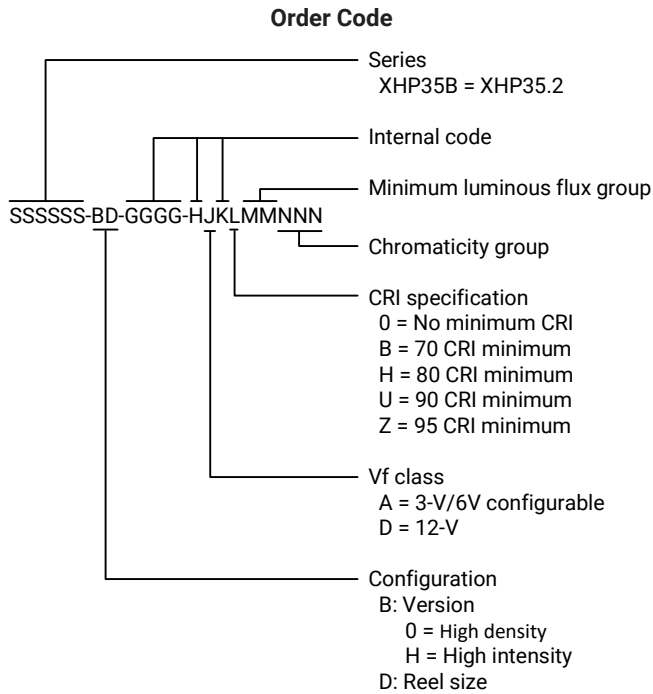 Order Code
Series
XHP35B = XHP35.2
Internal code
Minimum luminous flux group
SSSSSS-BD-GGGG-HJKLMMNNN
Chromaticity group
CRI specification
0 = No minimum CRI
B = 70 CRI minimum
H = 80 CRI minimum
U = 90 CRI minimum
Z = 95 CRI minimum
Vf class
A = 3-V/6V configurable
D = 12-V
Configuration
B: Version
0 = High density
H = High intensity
D: Reel size